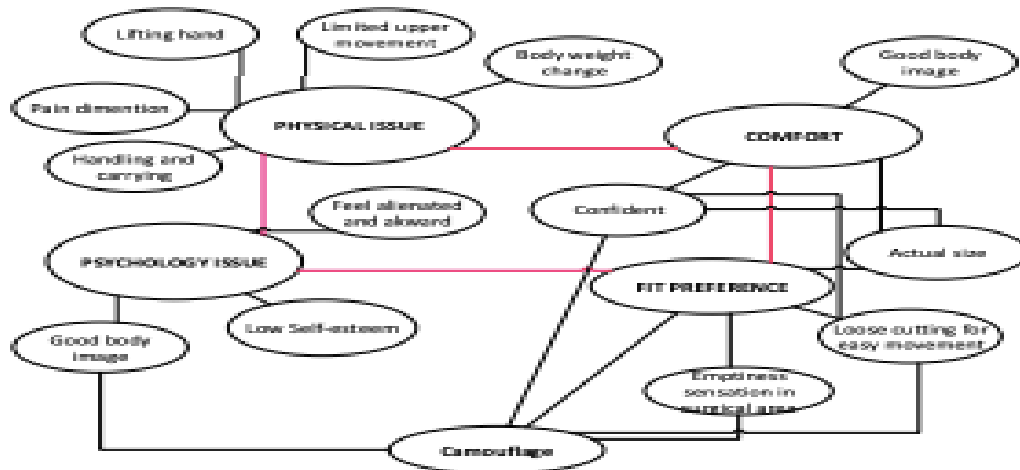 Lifting hand
Limited upper
movement
Body weight
change
Good body
image
Pain dimention
PHYSICAL ISSUE
COMFORT
Handling and
carrying
Feel alienated
and akward
Confident
PSYCHOLOGY ISSUE
Actual size
FIT PREFERENCE
Low Self-esteem
Good body
image
Loose cutting for
easy movement
Emptiness
sensation in
surgical area
Camouflage